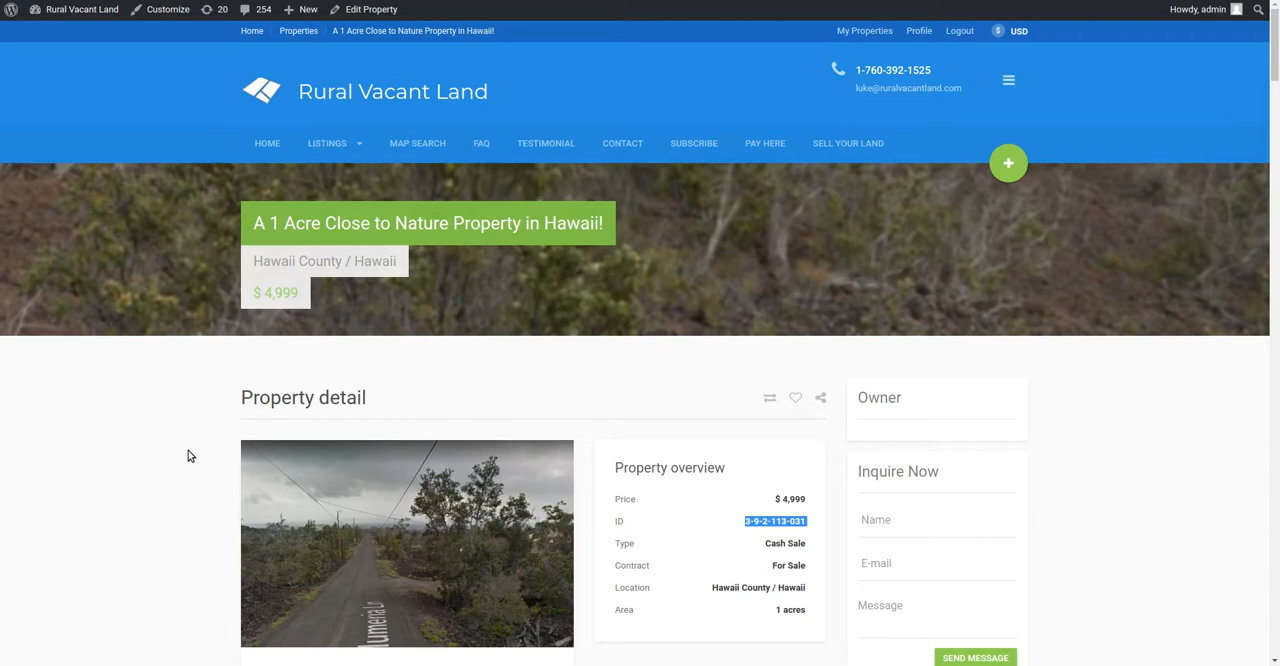 Rural Vacant Land Customize 20 254 New Edit Property Howdy, admin
Home / Properties / A 1 Acre Close to Nature Property in Hawaii! My Properties Profile Logout $ USD
1-760-392-1525
Rural Vacant Land
luke@ruralvacantland.com
HOME LISTINGS MAP SEARCH FAQ TESTIMONIAL CONTACT SUBSCRIBE PAY HERE SELL YOUR LAND
+
A 1 Acre Close to Nature Property in Hawaii!
Hawaii County / Hawaii
$ 4,999
Property detail
Property overview
Price $ 4,999
ID 3-9-2-113-031
Type Cash Sale
Contract For Sale
Location Hawaii County / Hawaii
Area 1 acres
Owner
Inquire Now
Name
E-mail
Message
SEND MESSAGE